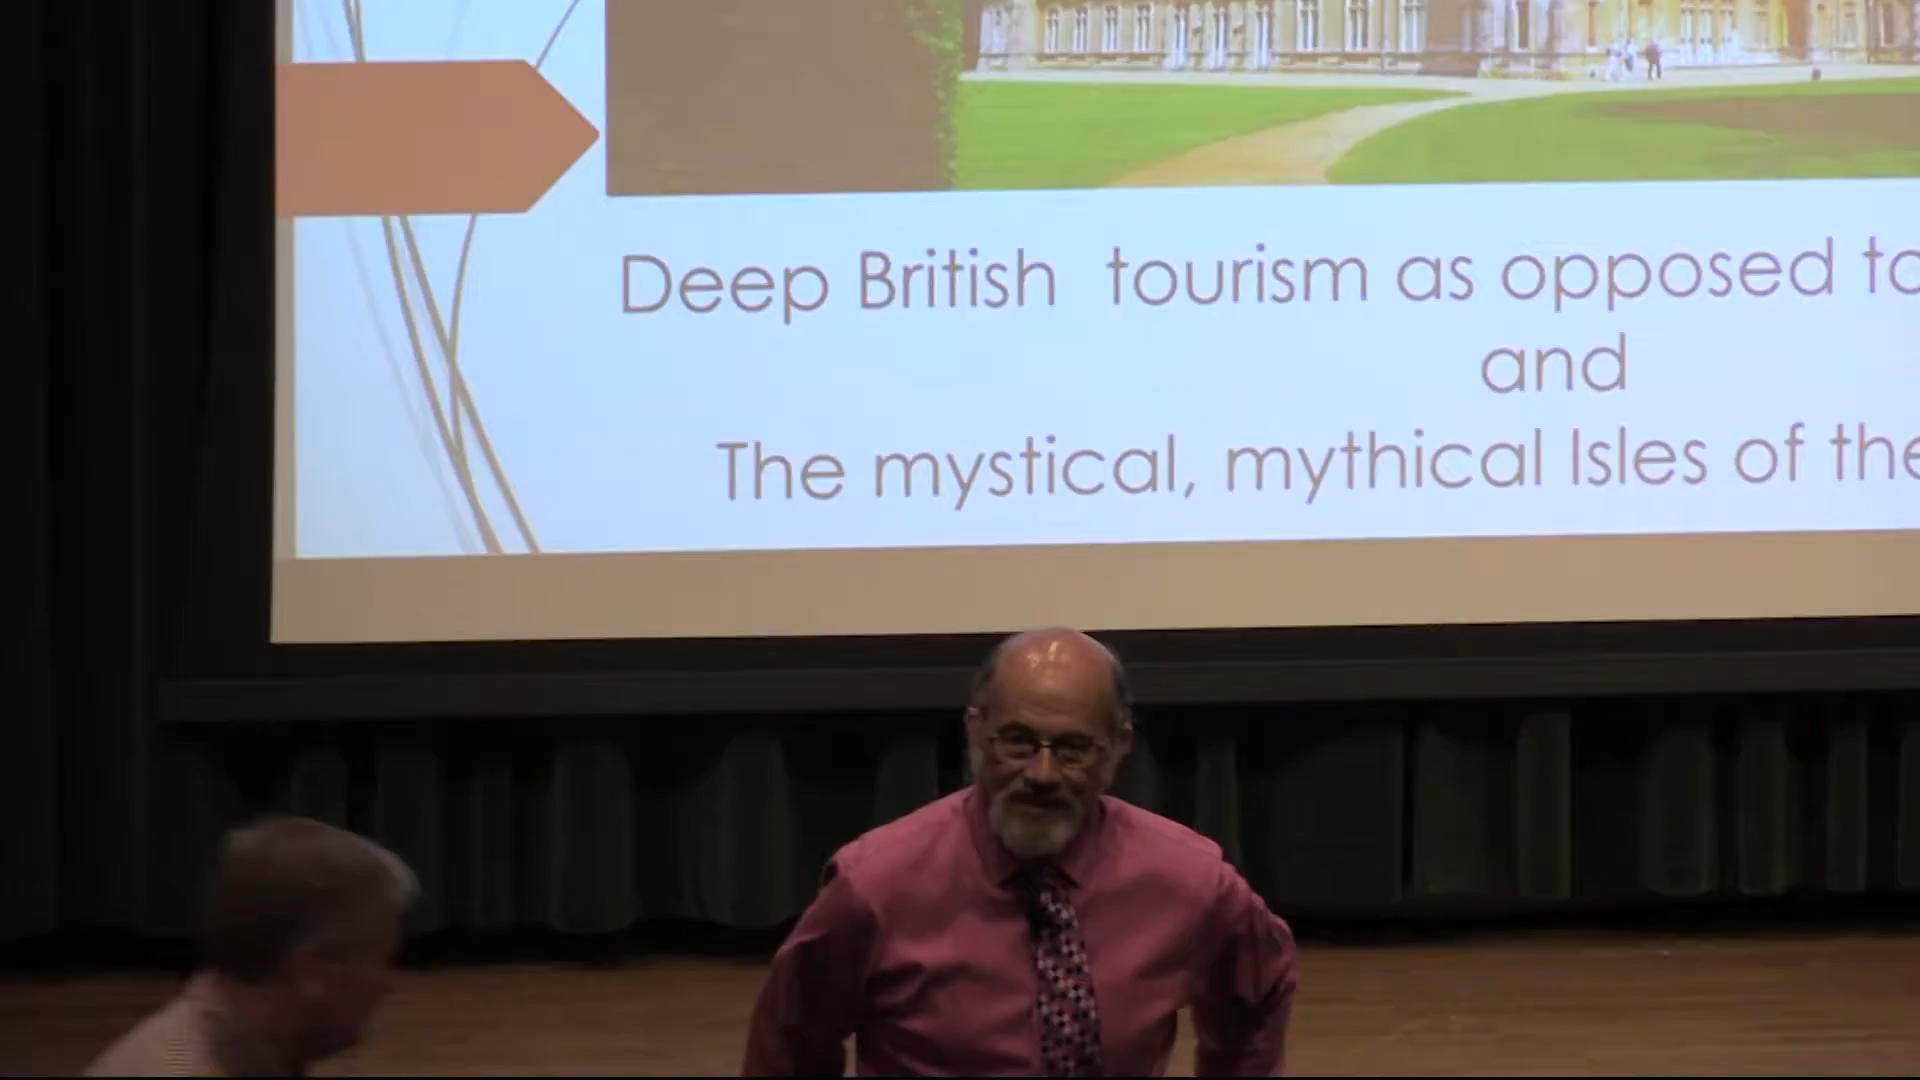 Deep British tourism as opposed to
and
The mystical, mythical Isles of the